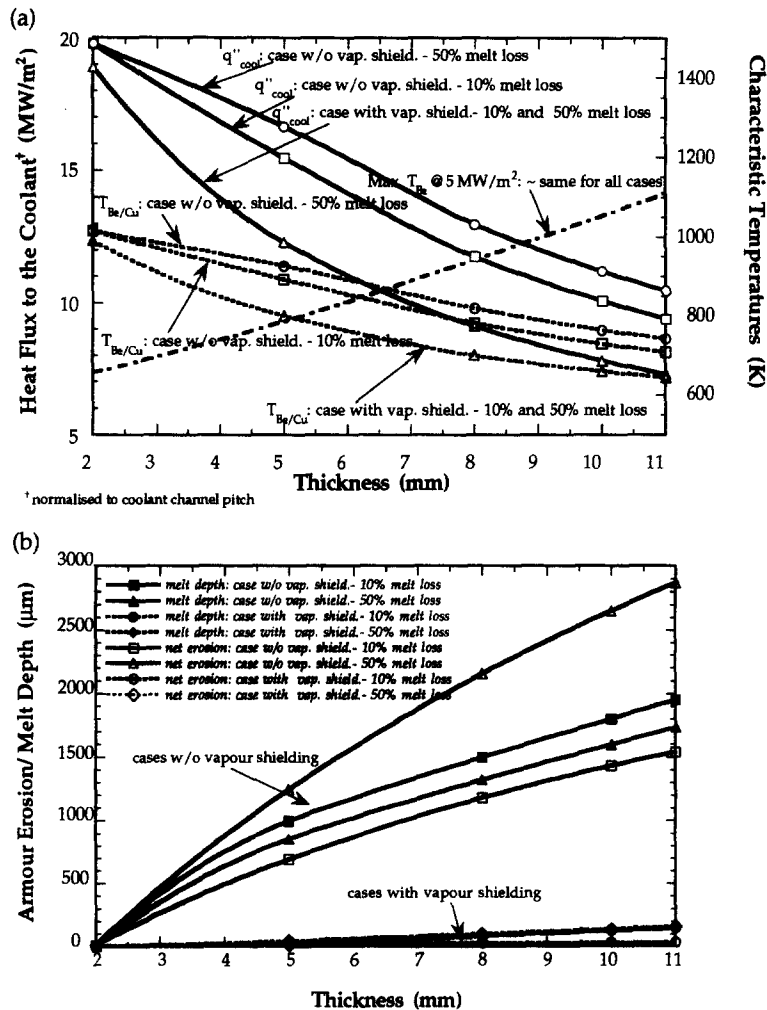 (a)
Heat Flux to the Coolant† (MW/m²)
20
15
10
5
q''cool: case w/o vap. shield. - 50% melt loss
q''cool: case w/o vap. shield. - 10% melt loss
q''cool: case with vap. shield.- 10% and 50% melt loss
Max. TBe @ 5 MW/m²: ~ same for all cases
TBe/Cu: case w/o vap. shield. - 50% melt loss
TBe/Cu: case w/o vap. shield. - 10% melt loss
TBe/Cu: case with vap. shield. - 10% and 50% melt loss
1400
1200
1000
800
600
Characteristic Temperatures (K)
2 3 4 5 6 7 8 9 10 11
Thickness (mm)
† normalised to coolant channel pitch
(b)
Armour Erosion/Melt Depth (µm)
3000
2500
2000
1500
1000
500
0
melt depth: case w/o vap. shield.- 10% melt loss
melt depth: case w/o vap. shield.- 50% melt loss
melt depth: case with vap. shield.- 10% melt loss
melt depth: case with vap. shield.- 50% melt loss
net erosion: case w/o vap. shield.- 10% melt loss
net erosion: case w/o vap. shield.- 50% melt loss
net erosion: case with vap. shield.- 10% melt loss
net erosion: case with vap. shield.- 50% melt loss
cases w/o vapour shielding
cases with vapour shielding
2 3 4 5 6 7 8 9 10 11
Thickness (mm)